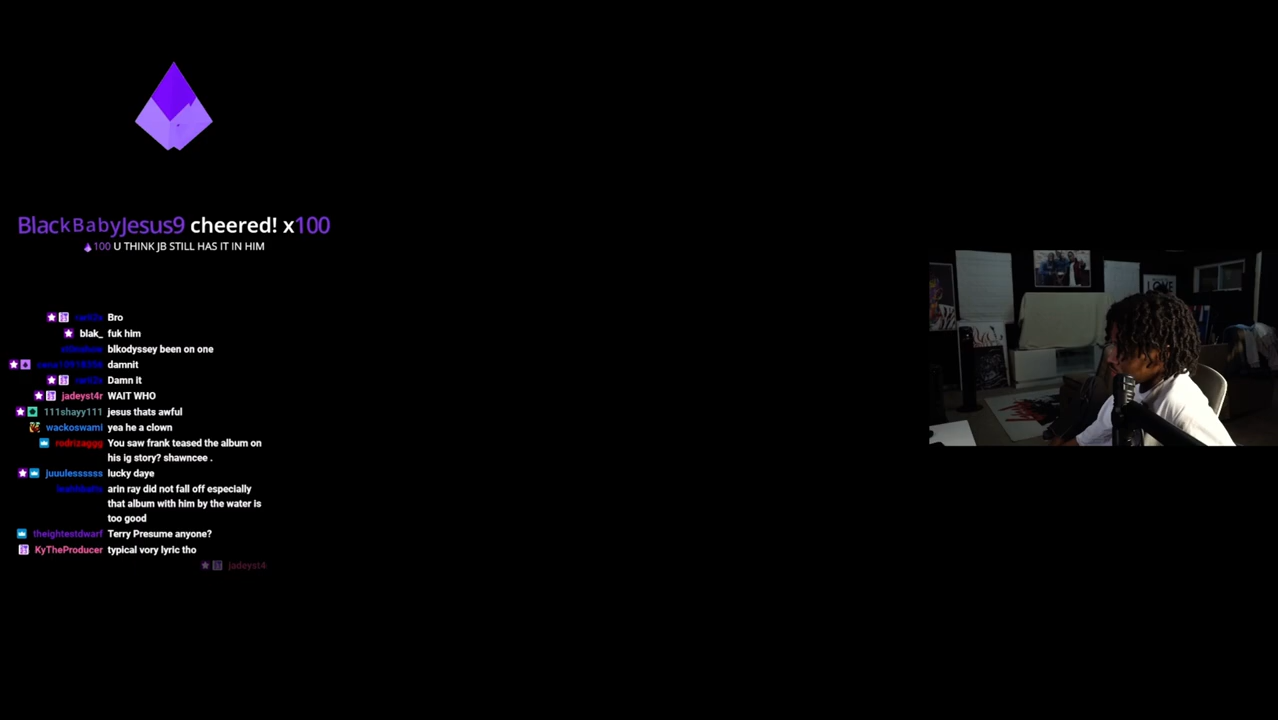 BlackBabyJesus9 cheered! x100
100 U THINK JB STILL HAS IT IN HIM
Bro
blak_ fuk him
blkodyssey been on one
damnit
Damn it
jadeyst4r WAIT WHO
111shayy111 jesus thats awful
wackoswami yea he a clown
rodrizaggg You saw frank teased the album on
his ig story? shawncee .
juuulessssss lucky daye
arin ray did not fall off especially
that album with him by the water is
too good
theightestdwarf Terry Presume anyone?
KyTheProducer typical vory lyric tho
jadeyst4
LOVE